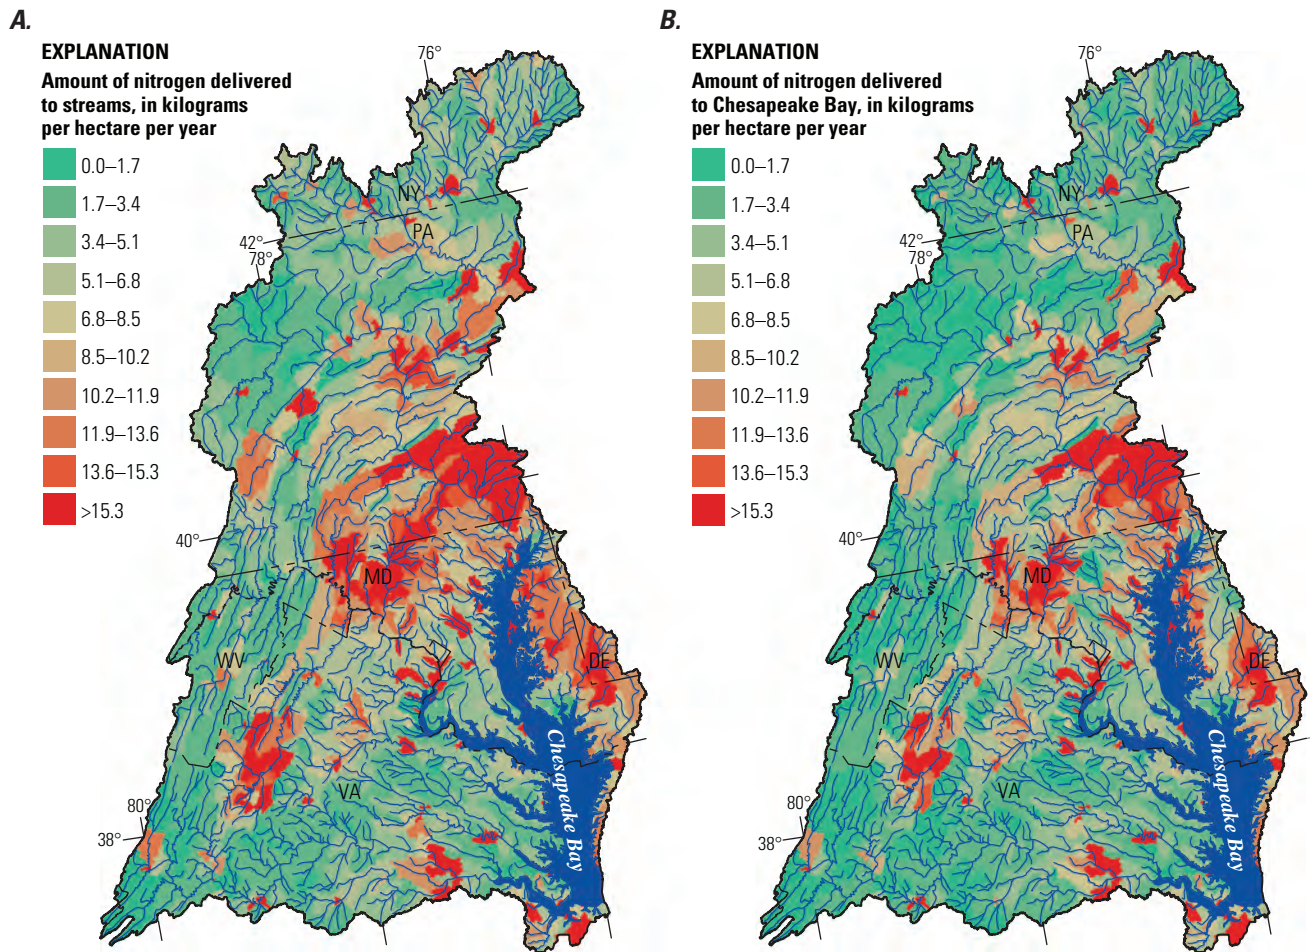 A.
EXPLANATION
Amount of nitrogen delivered
to streams, in kilograms
per hectare per year
0.0–1.7
1.7–3.4
3.4–5.1
5.1–6.8
6.8–8.5
8.5–10.2
10.2–11.9
11.9–13.6
13.6–15.3
>15.3
76°
NY
42°
PA
78°
40°
MD
WV
DE
Chesapeake Bay
VA
80°
38°
B.
EXPLANATION
Amount of nitrogen delivered
to Chesapeake Bay, in kilograms
per hectare per year
0.0–1.7
1.7–3.4
3.4–5.1
5.1–6.8
6.8–8.5
8.5–10.2
10.2–11.9
11.9–13.6
13.6–15.3
>15.3
76°
NY
42°
PA
78°
40°
MD
WV
DE
Chesapeake Bay
VA
80°
38°